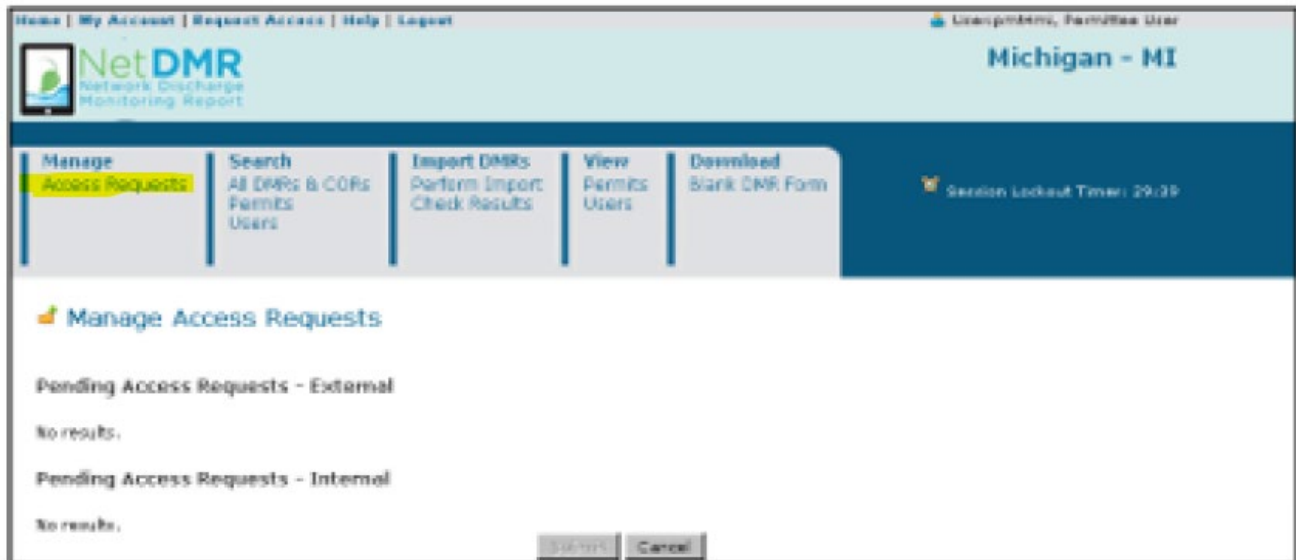 Home | My Account | Request Access | Help | Logout
Permittee User
NetDMR
Network Discharge
Monitoring Report
Michigan - MI
Manage
Access Requests
Search
All DMRs & CORs
Permits
Users
Import DMRs
Perform Import
Check Results
View
Permits
Users
Download
Blank DMR Form
Session Lockout Timer: 29:39
Manage Access Requests
Pending Access Requests - External
No results.
Pending Access Requests - Internal
No results.
Submit Cancel